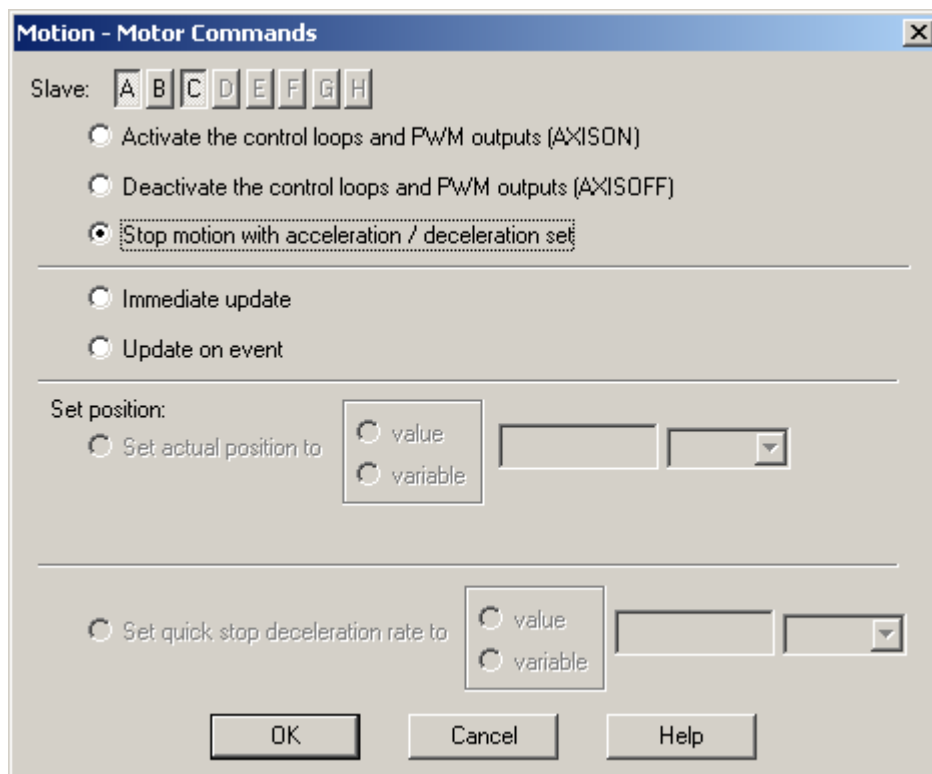 Motion - Motor Commands
Slave: A B C D E F G H
Activate the control loops and PWM outputs (AXISON)
Deactivate the control loops and PWM outputs (AXISOFF)
Stop motion with acceleration / deceleration set
Immediate update
Update on event
Set position:
Set actual position to
value
variable
Set quick stop deceleration rate to
value
variable
OK Cancel Help